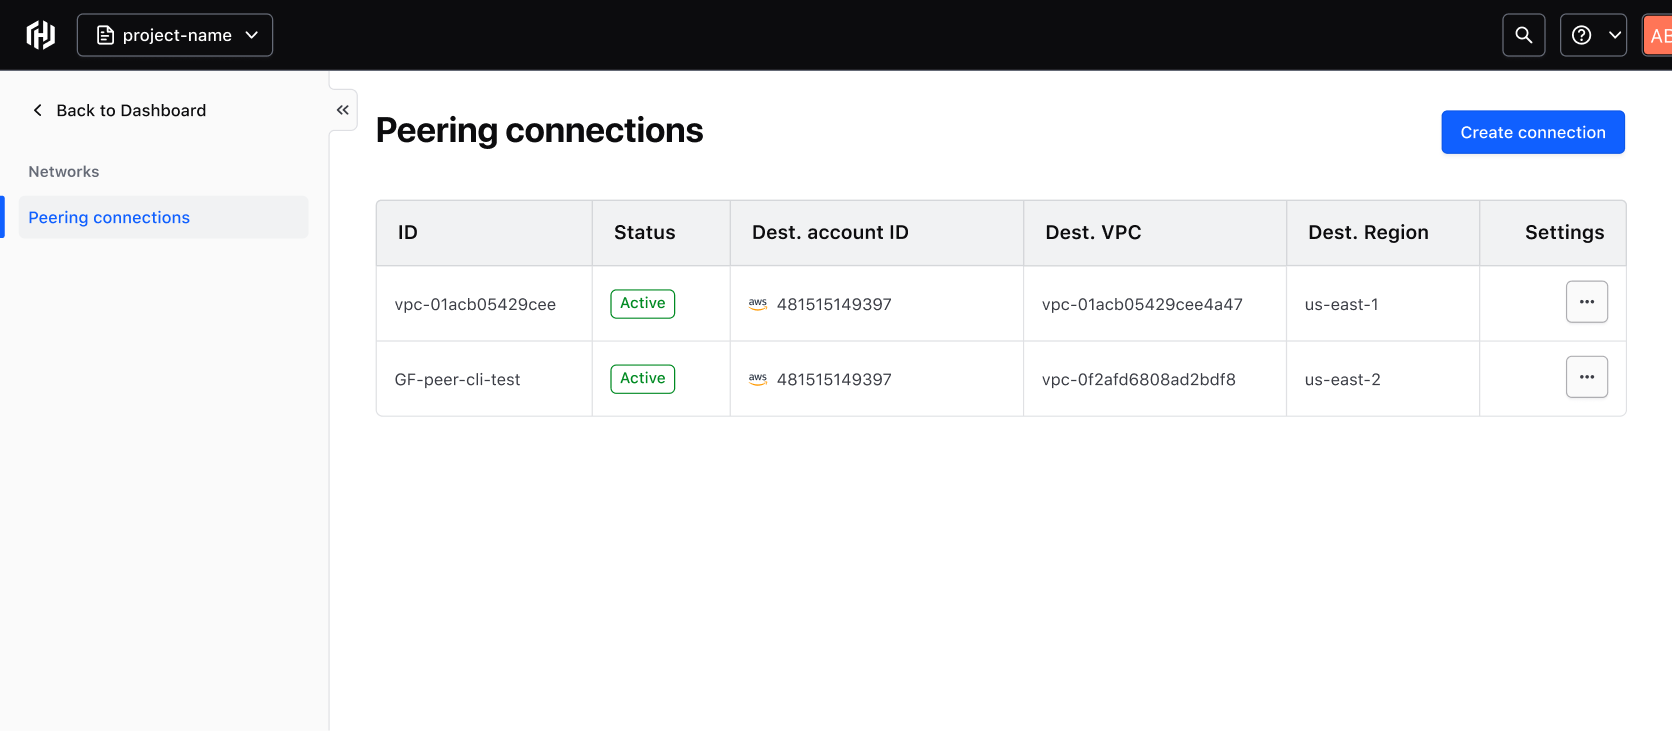 project-name
AB
Back to Dashboard
Networks
Peering connections
Peering connections
Create connection
ID Status Dest. account ID Dest. VPC Dest. Region Settings
vpc-01acb05429cee Active aws 481515149397 vpc-01acb05429cee4a47 us-east-1
GF-peer-cli-test Active aws 481515149397 vpc-0f2afd6808ad2bdf8 us-east-2